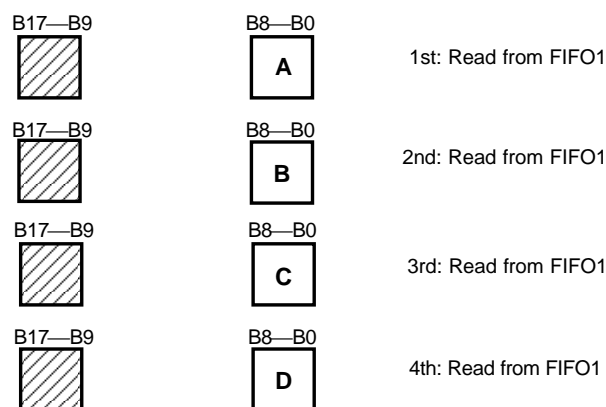 B17—B9 B8—B0
A 1st: Read from FIFO1
B17—B9 B8—B0
B 2nd: Read from FIFO1
B17—B9 B8—B0
C 3rd: Read from FIFO1
B17—B9 B8—B0
D 4th: Read from FIFO1